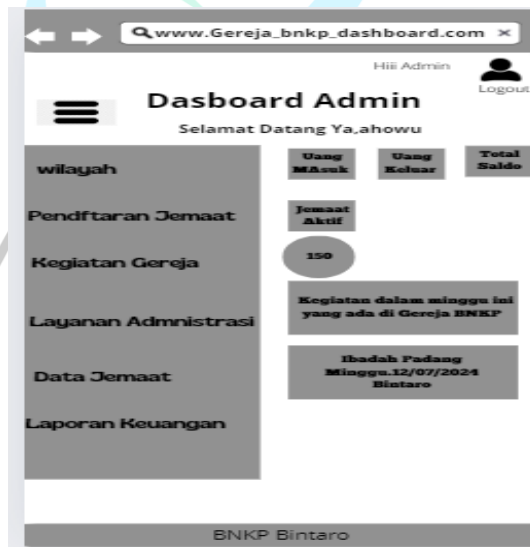 www.Gereja_bnkp_dashboard.com ×
Hiii Admin
Logout
Dasboard Admin
Selamat Datang Ya,ahowu
wilayah
Pendftaran Jemaat
Kegiatan Gereja
Layanan Admnistrasi
Data Jemaat
Laporan Keuangan
Uang
MAsuk
Uang
Keluar
Total
Saldo
Jemaat
Aktif
150
Kegiatan dalam minggu ini
yang ada di Gereja BNKP
Ibadah Padang
Minggu.12/07/2024
Bintaro
BNKP Bintaro